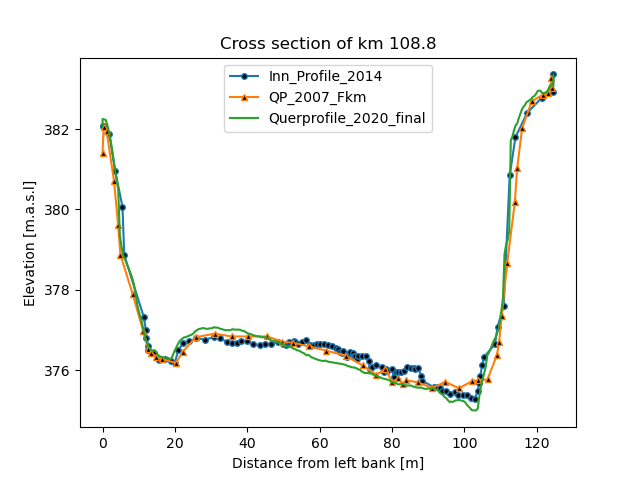 Cross section of km 108.8
Inn_Profile_2014
QP_2007_Fkm
Querprofile_2020_final
Elevation [m.a.s.l]
382
380
378
376
0 20 40 60 80 100 120
Distance from left bank [m]